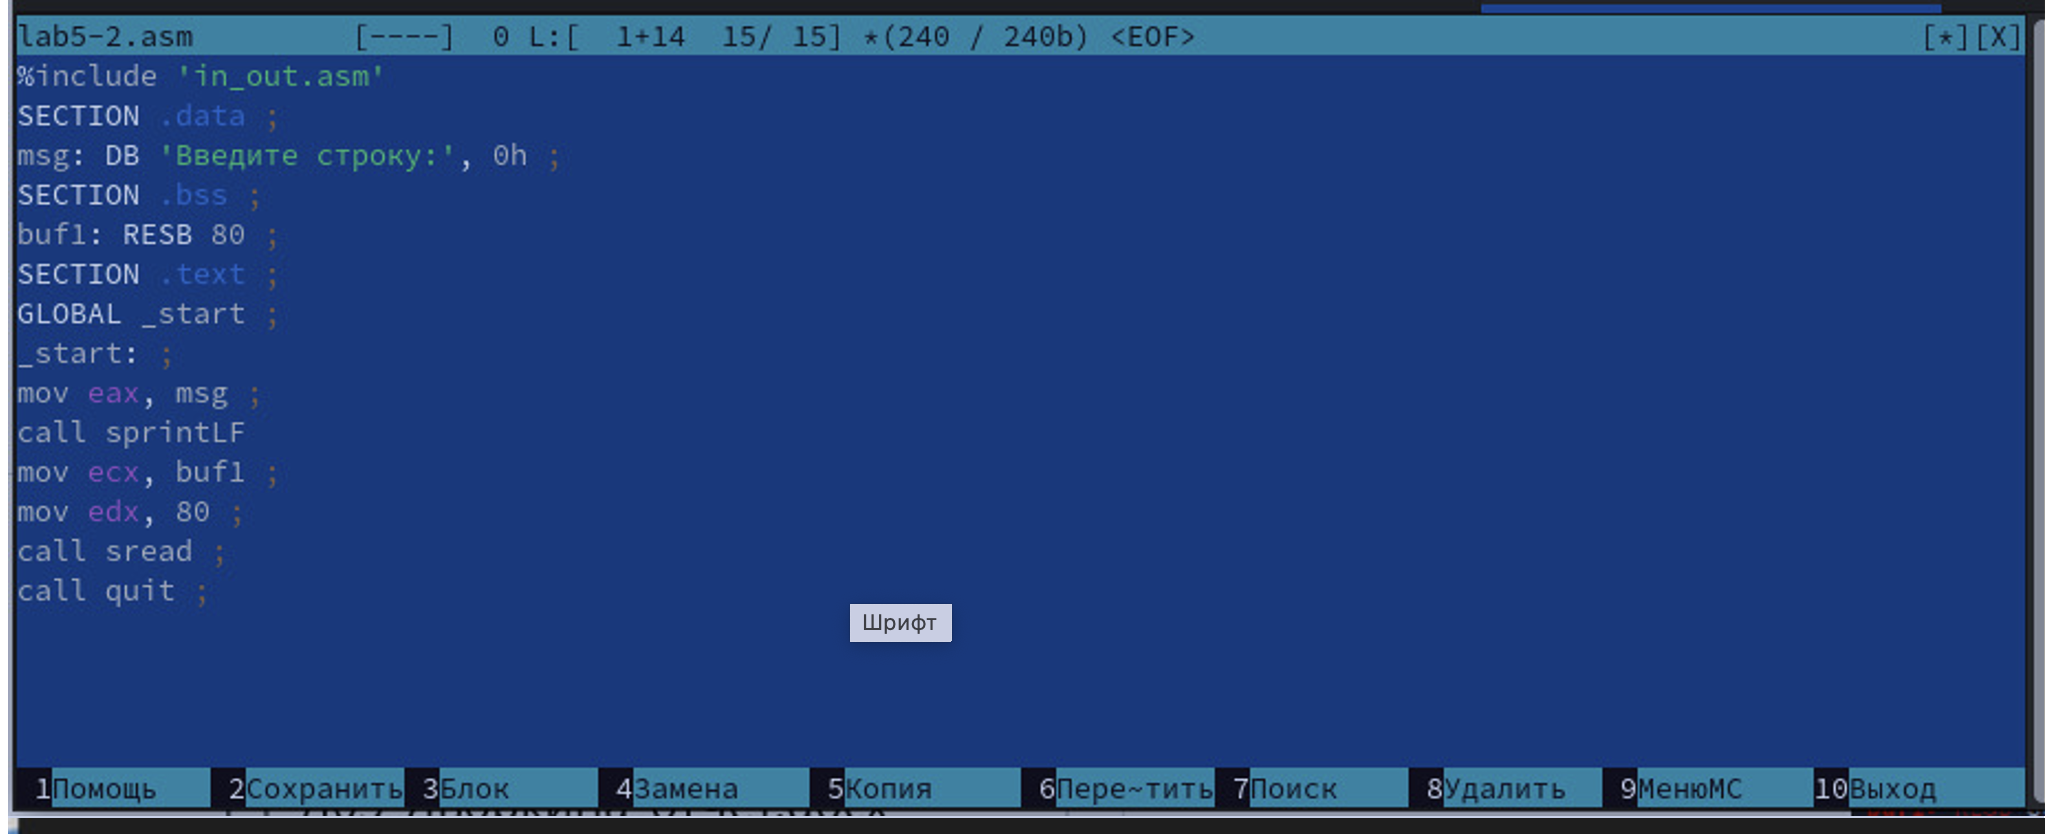 lab5-2.asm [----] 0 L:[ 1+14 15/ 15] *(240 / 240b) <EOF> [*][X]
%include 'in_out.asm'
SECTION .data ;
msg: DB 'Введите строку:', 0h ;
SECTION .bss ;
buf1: RESB 80 ;
SECTION .text ;
GLOBAL _start ;
_start: ;
mov eax, msg ;
call sprintLF
mov ecx, buf1 ;
mov edx, 80 ;
call sread ;
call quit ;
Шрифт
1Помощь 2Сохранить 3Блок 4Замена 5Копия 6Пере~тить 7Поиск 8Удалить 9МенюМС 10Выход